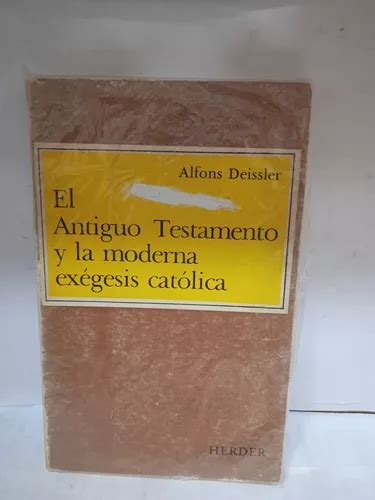 Alfons Deissler
El
Antiguo Testamento
y la moderna
exégesis católica
HERDER